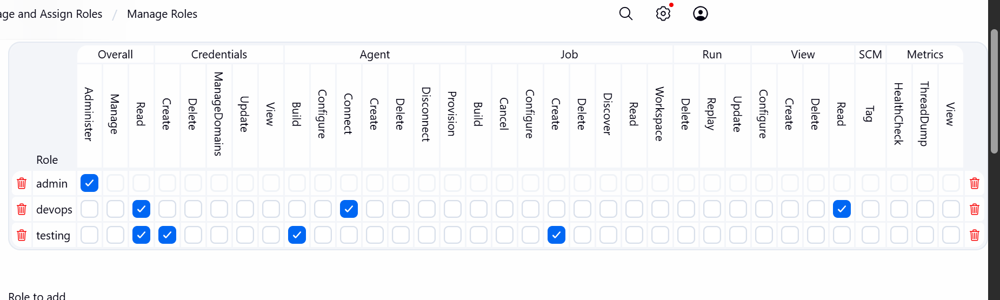 age and Assign Roles / Manage Roles
Overall Credentials Agent Job Run View SCM Metrics
Role Administer Manage Read Create Delete ManageDomains Update View Build Configure Connect Create Delete Disconnect Provision Build Cancel Configure Create Delete Discover Read Workspace Delete Replay Update Configure Create Delete Read Tag HealthCheck ThreadDump View
admin
devops
testing
Role to add